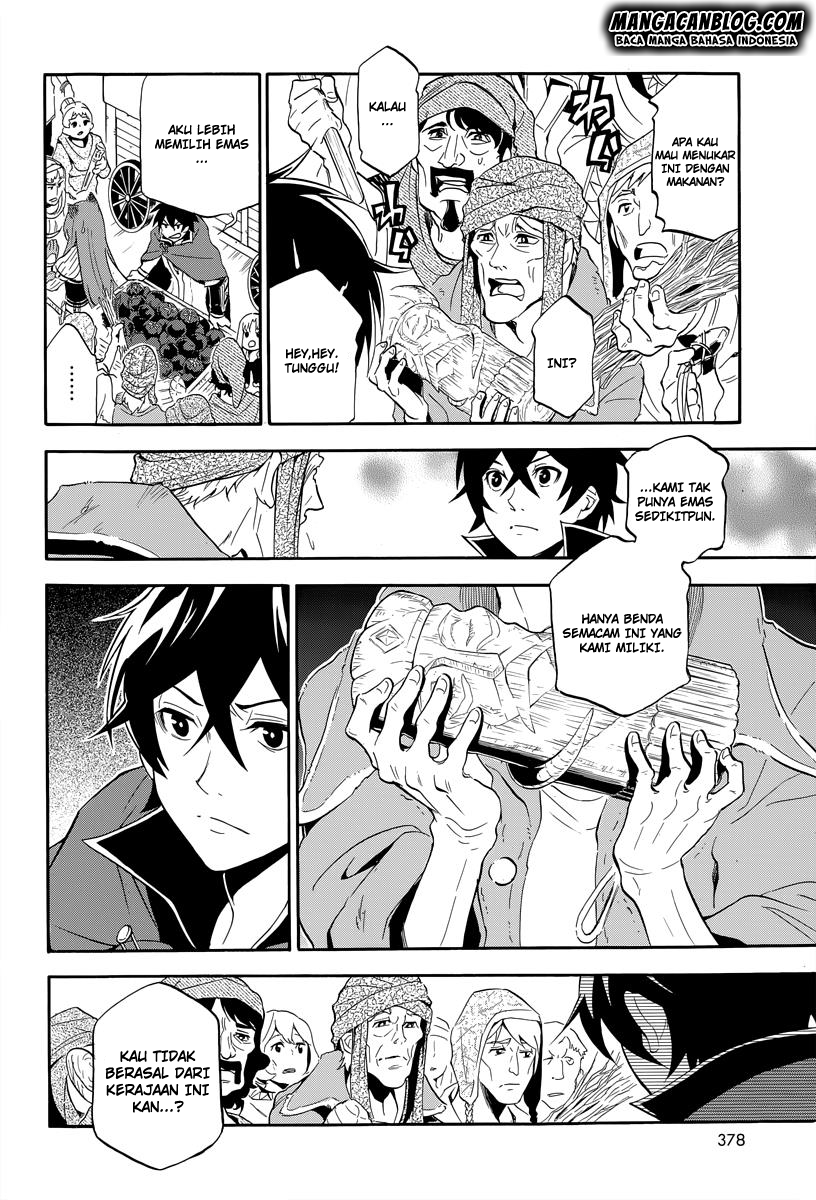 MANGACANBLOG.COM
BACA MANGA BAHASA INDONESIA
APA KAU
MAU MENUKAR
INI DENGAN
MAKANAN?
KALAU
...
INI?
HEY,HEY.
TUNGGU!
AKU LEBIH
MEMILIH EMAS
...
......
...KAMI TAK
PUNYA EMAS
SEDIKITPUN.
HANYA BENDA
SEMACAM INI YANG
KAMI MILIKI.
KAU TIDAK
BERASAL DARI
KERAJAAN INI
KAN...?
378